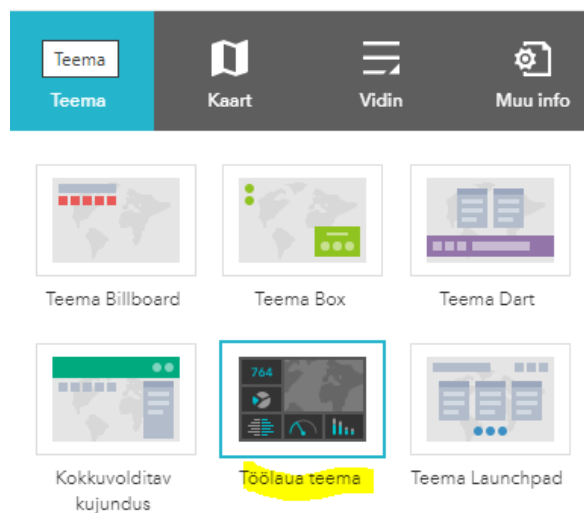 Teema
Teema Kaart Vidin Muu info
Teema Billboard Teema Box Teema Dart
764
Kokkuvolditav kujundus Töölaua teema Teema Launchpad